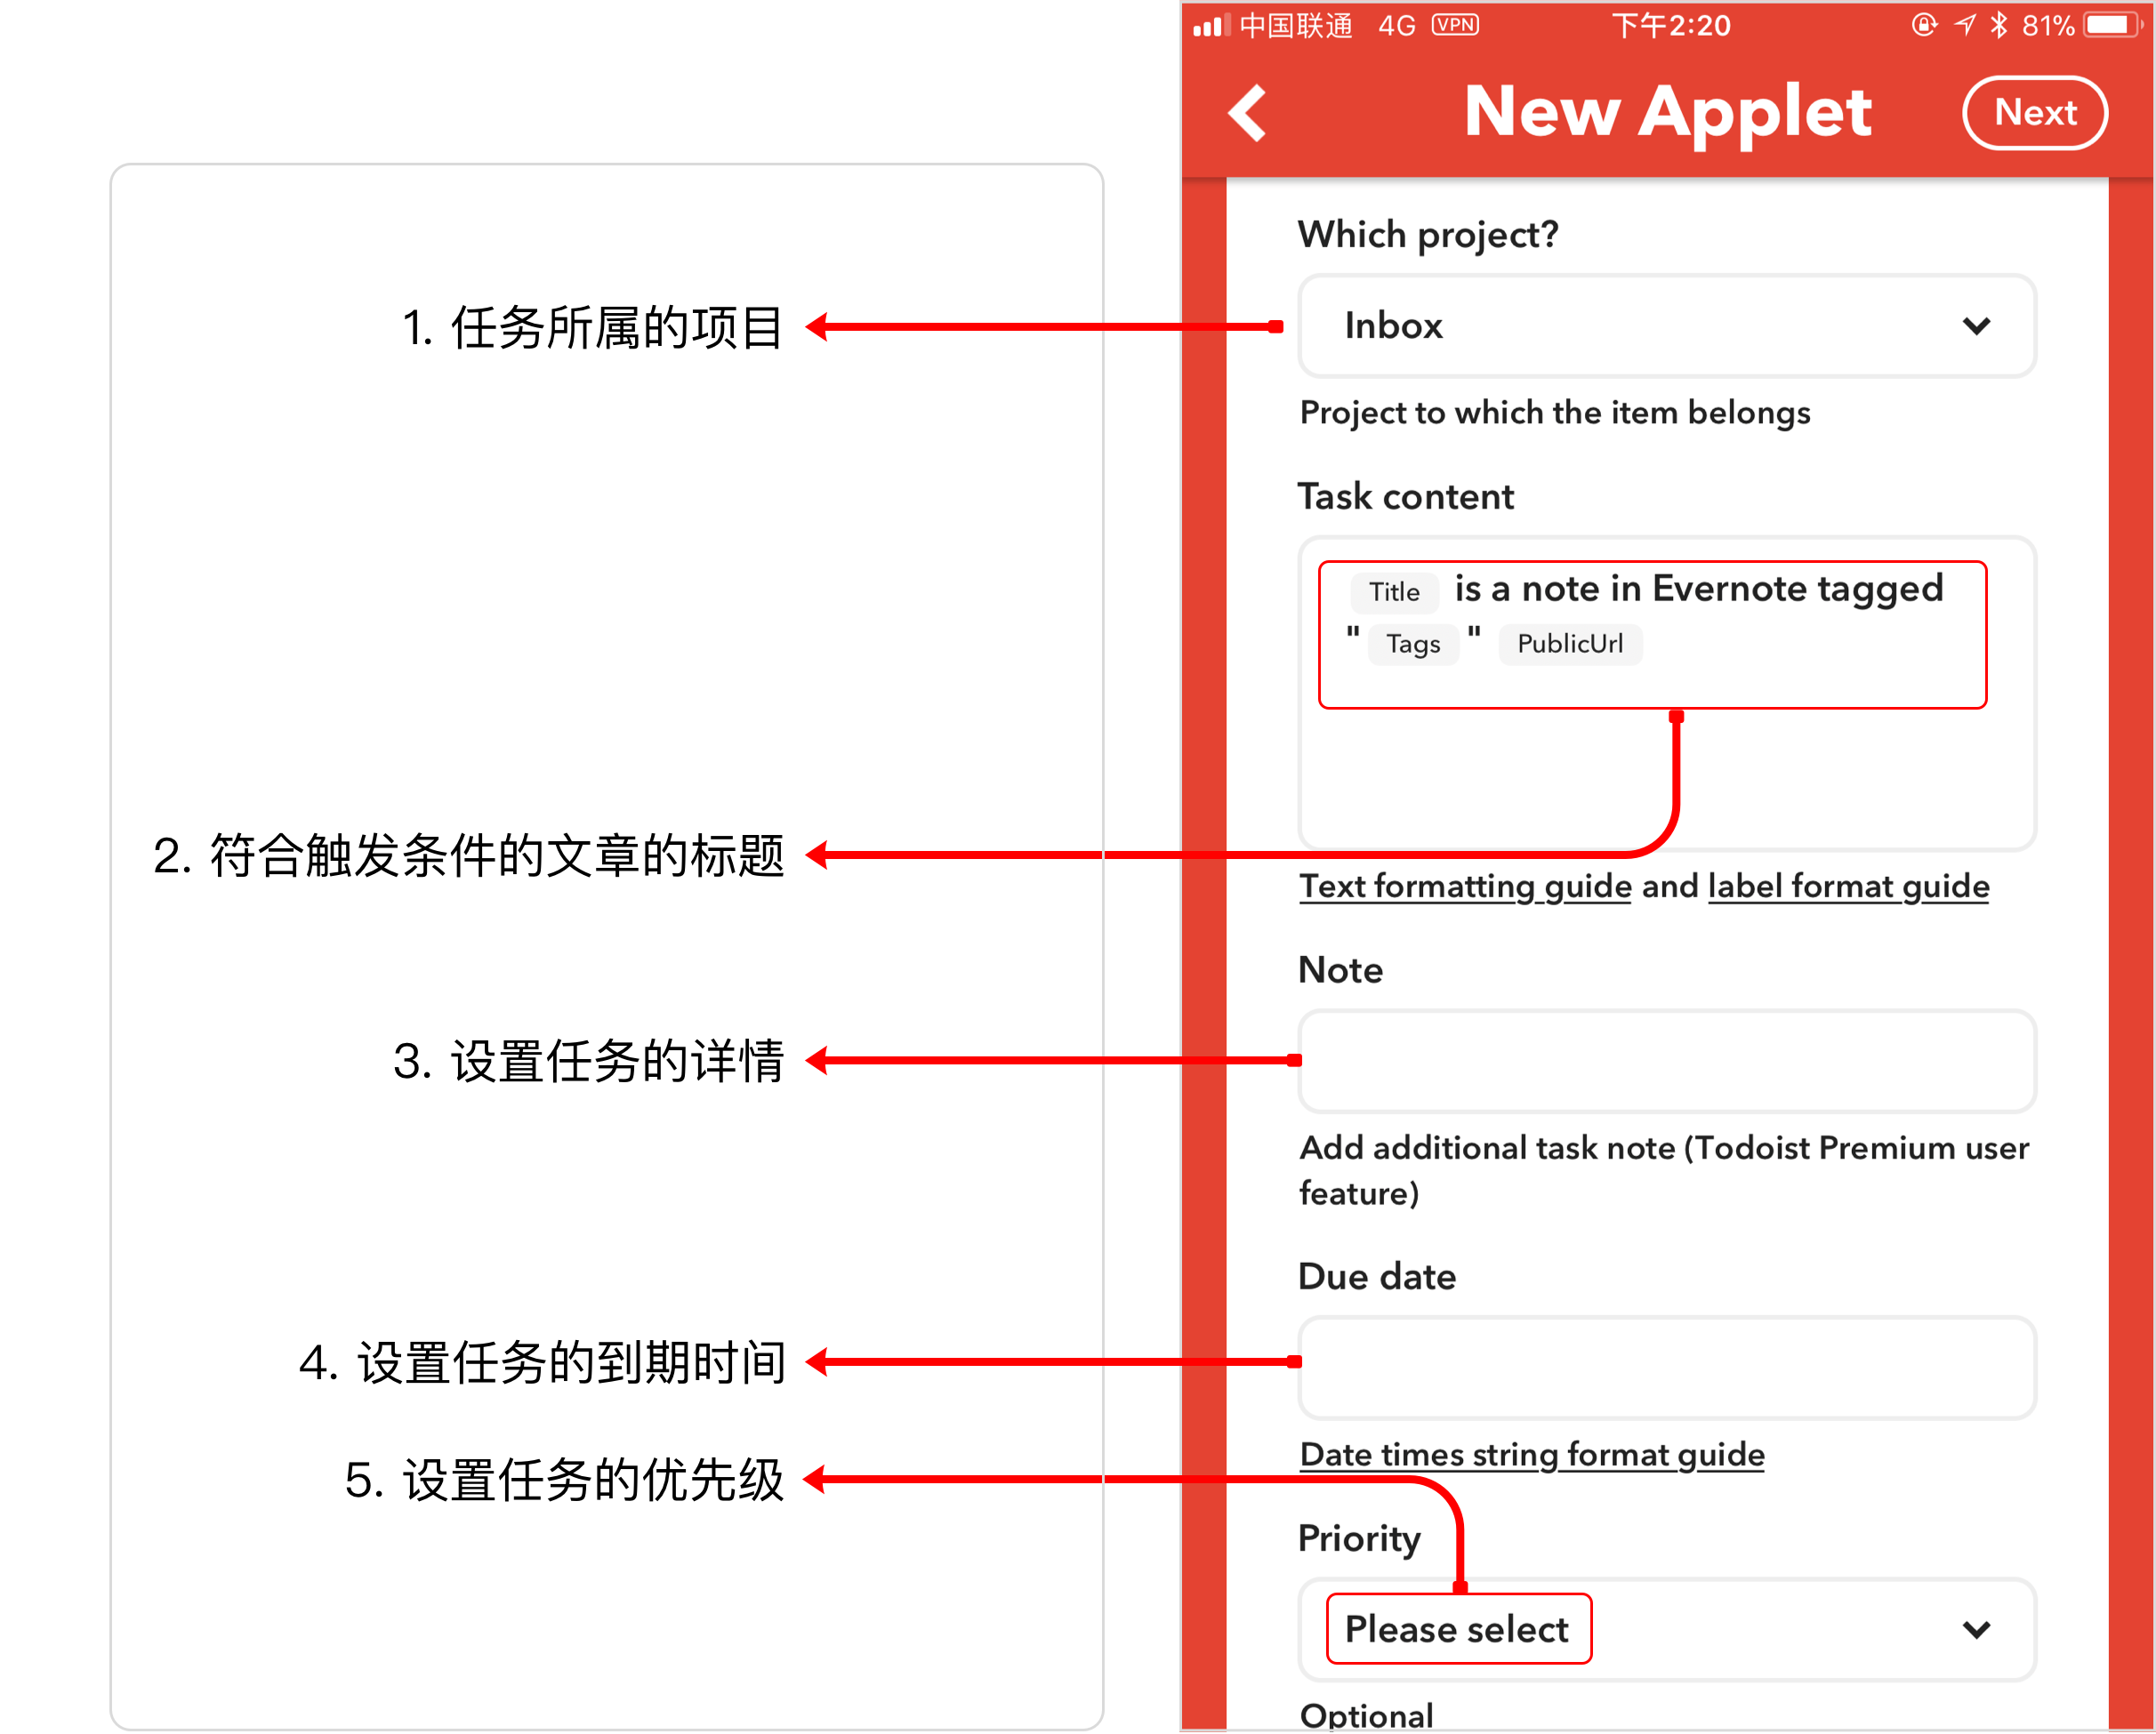 中国联通 4G VPN 下午2:20 81%
New Applet
Next
Which project?
1. 任务所属的项目
Inbox
Project to which the item belongs
Task content
Title is a note in Evernote tagged
" Tags " PublicUrl
2. 符合触发条件的文章的标题
Text formatting guide and label format guide
Note
3. 设置任务的详情
Add additional task note (Todoist Premium user
feature)
Due date
4. 设置任务的到期时间
Date times string format guide
5. 设置任务的优先级
Priority
Please select
Optional